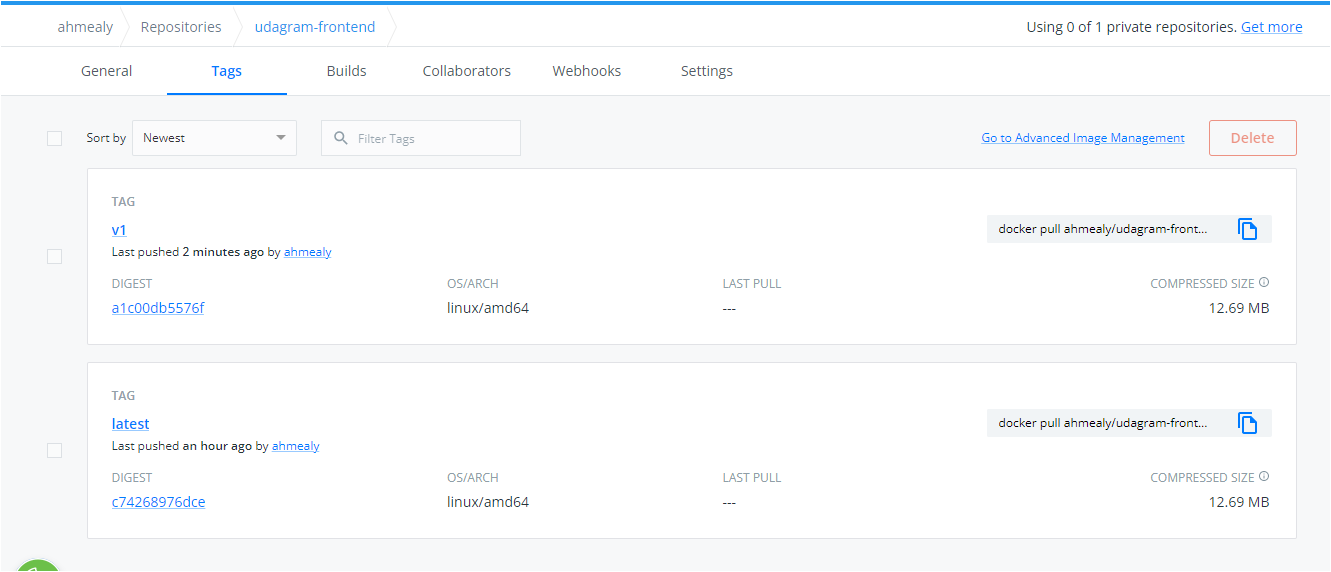 ahmealy Repositories udagram-frontend Using 0 of 1 private repositories. Get more
General Tags Builds Collaborators Webhooks Settings
Sort by Newest Filter Tags Go to Advanced Image Management Delete
TAG
v1 docker pull ahmealy/udagram-front...
Last pushed 2 minutes ago by ahmealy
DIGEST OS/ARCH LAST PULL COMPRESSED SIZE
a1c00db5576f linux/amd64 --- 12.69 MB
TAG
latest docker pull ahmealy/udagram-front...
Last pushed an hour ago by ahmealy
DIGEST OS/ARCH LAST PULL COMPRESSED SIZE
c74268976dce linux/amd64 --- 12.69 MB